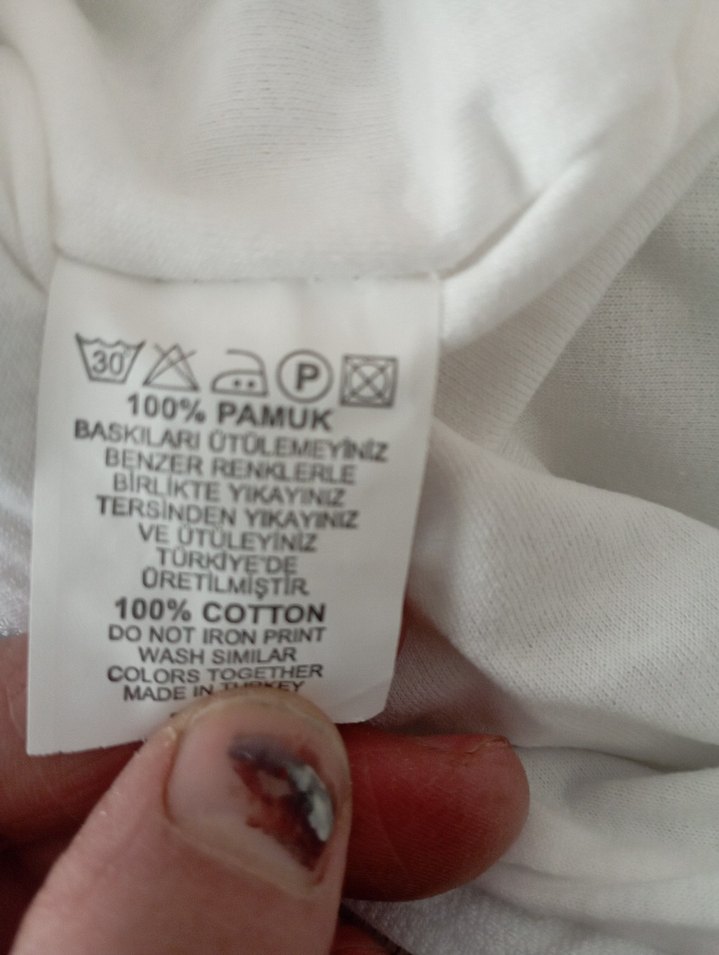 30 P
100% PAMUK
BASKILARI ÜTÜLEMEYİNİZ
BENZER RENKLERLE
BİRLİKTE YIKAYINIZ
TERSİNDEN YIKAYINIZ
VE ÜTÜLEYİNİZ
TÜRKİYE'DE
ÜRETİLMİŞTİR.
100% COTTON
DO NOT IRON PRINT
WASH SIMILAR
COLORS TOGETHER
MADE IN TURKEY